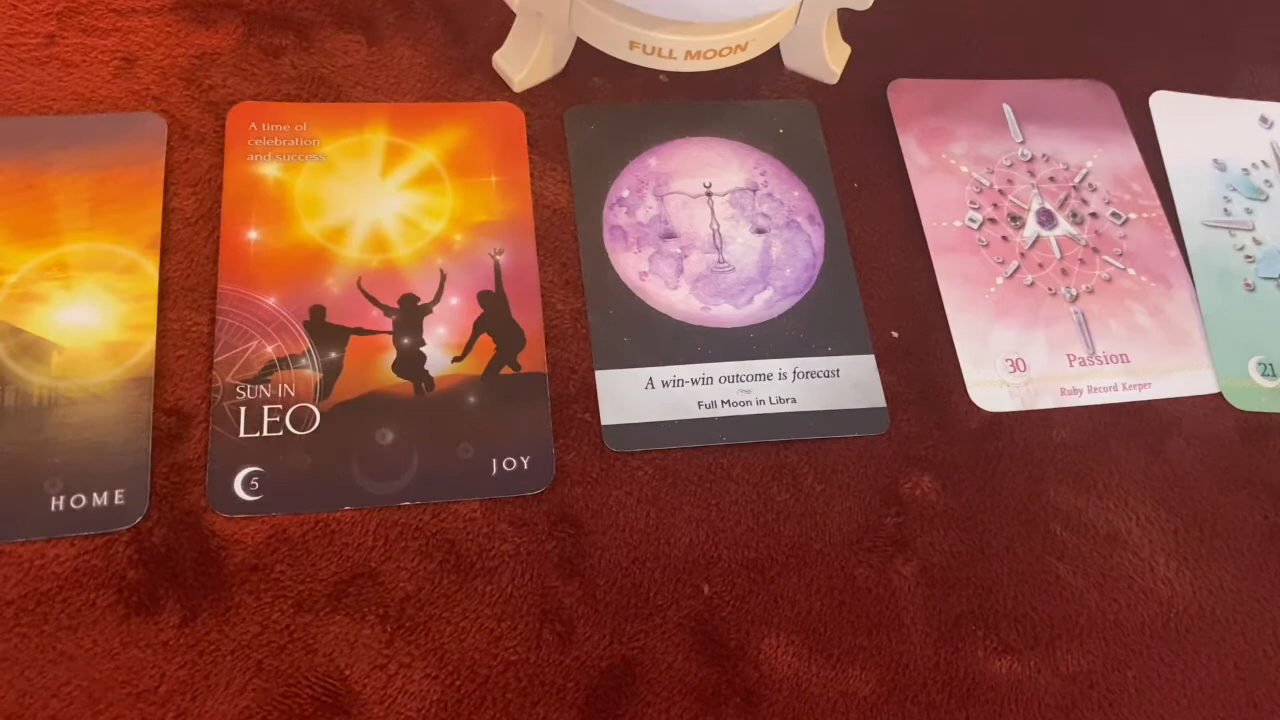 FULL MOON
HOME
A time of
celebration
and success
SUN IN
LEO
5
JOY
A win-win outcome is forecast
Full Moon in Libra
30
Passion
Ruby Record Keeper
21